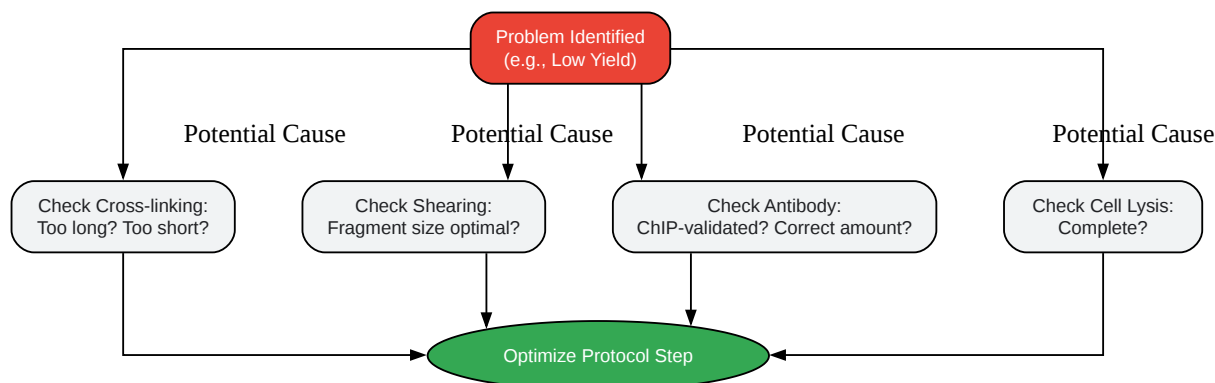 Problem Identified
(e.g., Low Yield)
Potential Cause
Potential Cause
Potential Cause
Potential Cause
Check Cross-linking:
Too long? Too short?
Check Shearing:
Fragment size optimal?
Check Antibody:
ChIP-validated? Correct amount?
Check Cell Lysis:
Complete?
Optimize Protocol Step